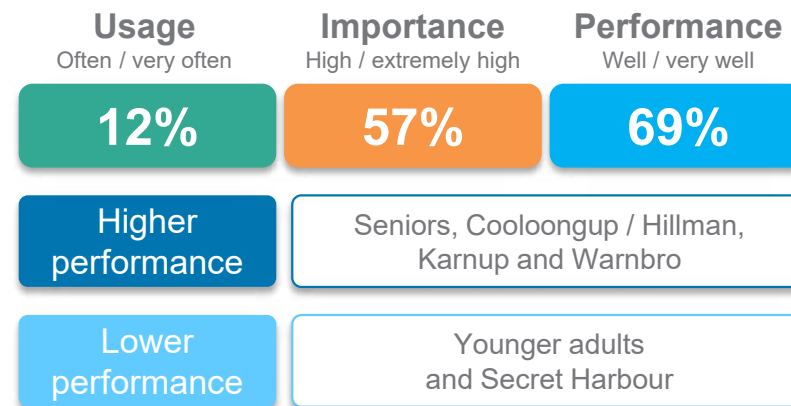 Usage
Importance
Performance
Often / very often
High / extremely high
Well / very well
12%
57%
69%
Higher
performance
Seniors, Cooloongup / Hillman,
Karnup and Warnbro
Lower
performance
Younger adults
and Secret Harbour